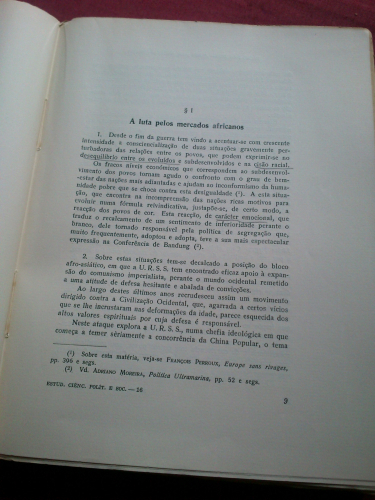 § 1
A luta pelos mercados africanos
1. Desde o fim da guerra tem vindo a acentuar-se com crescente
intensidade a consciencialização de duas situações gravemente per-
turbadoras das relações entre os povos, que podem exprimir-se no
desequilíbrio entre os evoluídos e subdesenvolvidos e na cisão racial.
Os fracos níveis económicos que correspondem ao subdesenvol-
vimento dos povos tornam agudo o confronto com o grau de bem-
-estar das nações mais adiantadas e ajudam ao inconformismo da huma-
nidade pobre que se choca com esta desigualdade (¹). A esta situa-
ção, que encontra na incompreensão das nações ricas motivos para
evoluir numa fórmula reivindicativa, justapõe-se, de certo modo, a
reacção dos povos de cor. Esta reacção, de carácter emocional, que
traduz o recalcamento de um sentimento de inferioridade perante o
branco, dele tornado responsável pela política de segregação que,
muito frequentemente, adoptou e adopta, teve a sua mais espectacular
expressão na Conferência de Bandung (²).
2. Sobre estas situações tem-se decalcado a posição do bloco
afro-asiático, em que a U. R. S. S. tem encontrado eficaz apoio à expan-
são do comunismo imperialista, perante o mundo ocidental remetido
a uma atitude de defesa hesitante e abalada de convicções.
Ao largo destes últimos anos recrudesceu assim um movimento
dirigido contra a Civilização Ocidental, que, agarrada a certos vícios
que se lhe incrustaram nas deformações da idade, parece esquecida dos
altos valores espirituais por cuja defesa é responsável.
Neste ataque explora a U. R. S. S., numa chefia ideológica em que
começa a temer sèriamente a concorrência da China Popular, o tema
(¹) Sobre esta matéria, veja-se FRANÇOIS PERROUX, Europe sans rivages,
pp. 396 e segs.
(²) Vd. ADRIANO MOREIRA, Política Ultramarina, pp. 52 e segs.
ESTUD. CIÊNC. POLÍT. E SOC. — 26
9